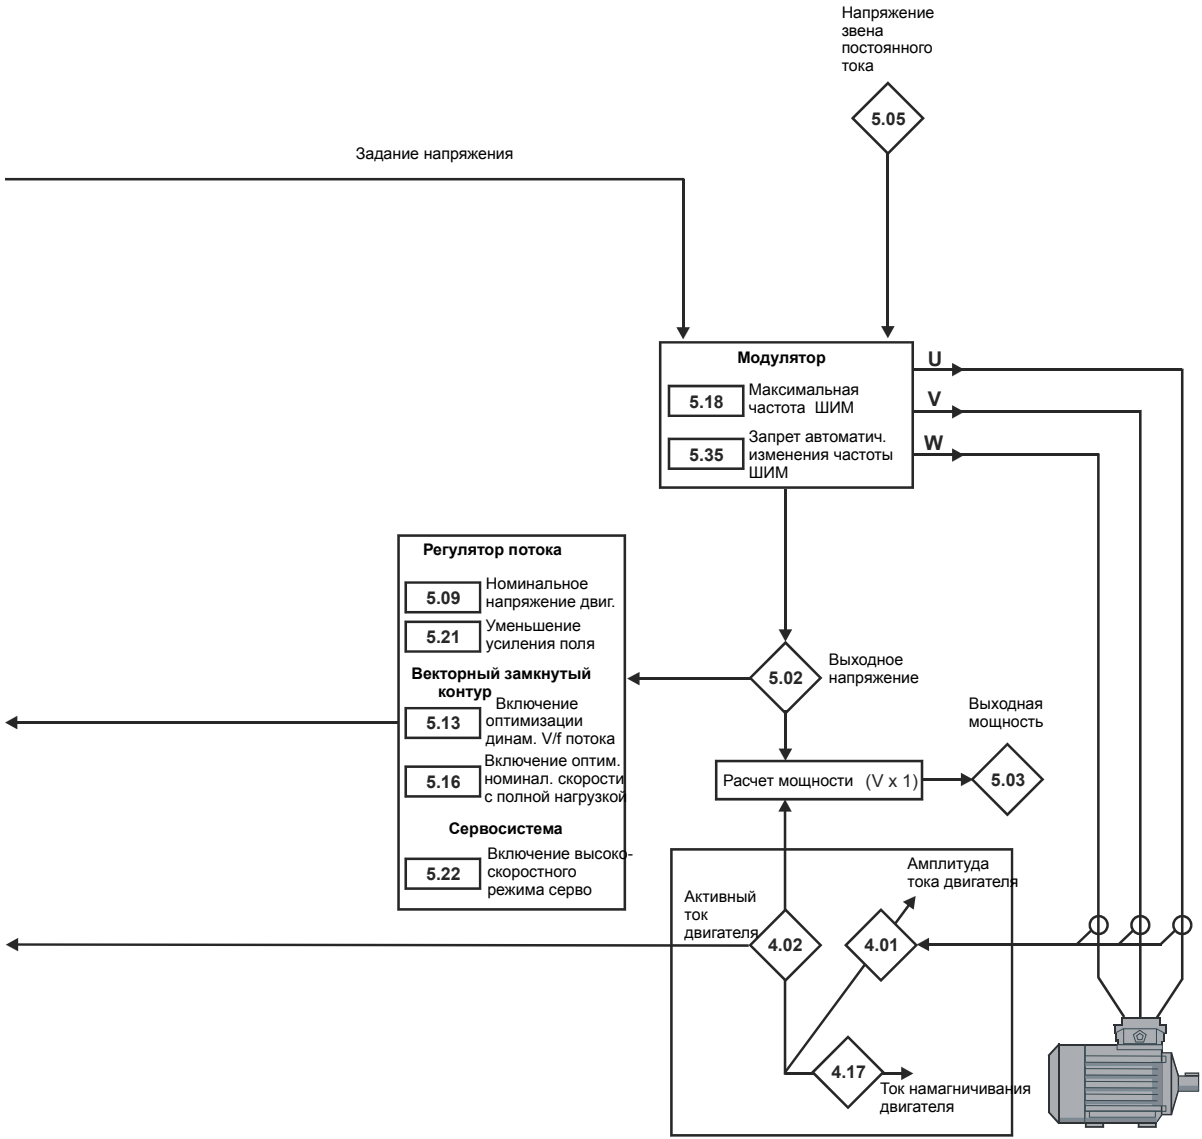 Напряжение
звена
постоянного
тока
5.05
Задание напряжения
Модулятор
5.18
Максимальная
частота ШИМ
5.35
Запрет автоматич.
изменения частоты
ШИМ
U
V
W
Регулятор потока
5.09
Номинальное
напряжение двиг.
5.21
Уменьшение
усиления поля
Векторный замкнутый
контур
5.13
Включение
оптимизации
динам. V/f потока
5.16
Включение оптим.
номинал. скорости
с полной нагрузкой
Сервосистема
5.22
Включение высоко-
скоростного
режима серво
5.02
Выходное
напряжение
Выходная
мощность
Расчет мощности (V x 1)
5.03
Амплитуда
тока двигателя
Активный
ток
двигателя
4.02
4.01
4.17
Ток намагничивания
двигателя